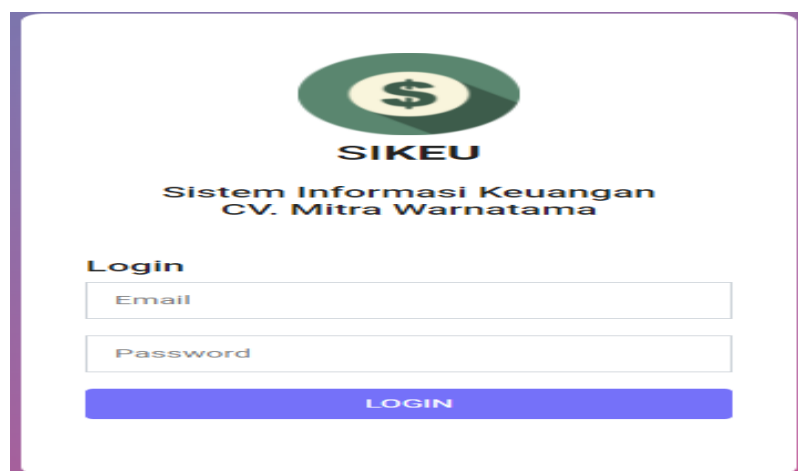 $
SIKEU
Sistem Informasi Keuangan
CV. Mitra Warnatama
Login
Email
Password
LOGIN